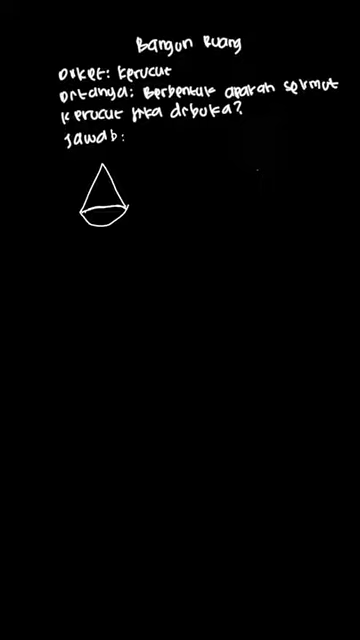 Bangun Ruang
Diket: Kerucut
Ditanya: Berbentuk apakah selimut
kerucut jika dibuka?
Jawab: